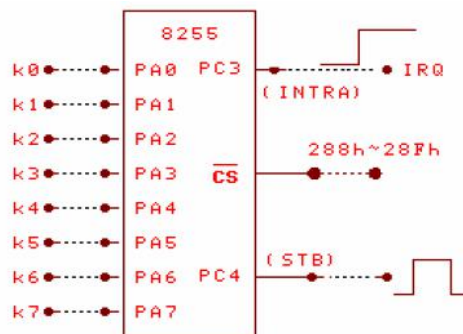 8255
k0 PA0 PC3 IRQ
k1 PA1 (INTRA)
k2 PA2 288h~28Fh
k3 PA3 CS
k4 PA4
k5 PA5 (STB)
k6 PA6 PC4
k7 PA7